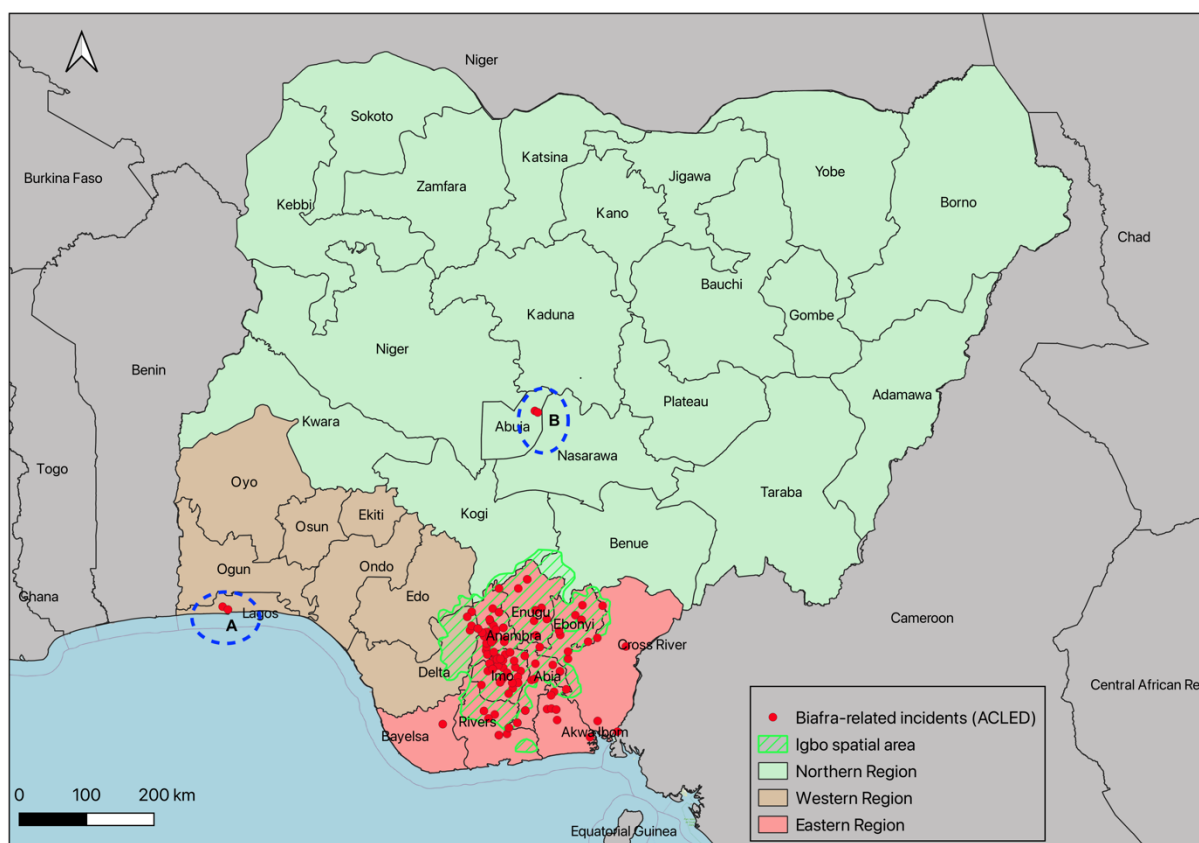 Niger
Sokoto
Katsina
Jigawa
Yobe
Burkina Faso
Zamfara
Kebbi
Kano
Borno
Chad
Bauchi
Gombe
Kaduna
Niger
Benin
Adamawa
Plateau
Kwara
Abuja
B
Nasarawa
Togo
Oyo
Taraba
Kogi
Ekiti
Osun
Benue
Ondo
Ogun
Edo
Ghana
Lagos
A
Enugu
Ebonyi
Anambra
Cross River
Cameroon
Delta
Imo
Abia
Central African Re
Rivers
Bayelsa
Akwa Ibom
Equatorial Guinea
0 100 200 km
Biafra-related incidents (ACLED)
Igbo spatial area
Northern Region
Western Region
Eastern Region